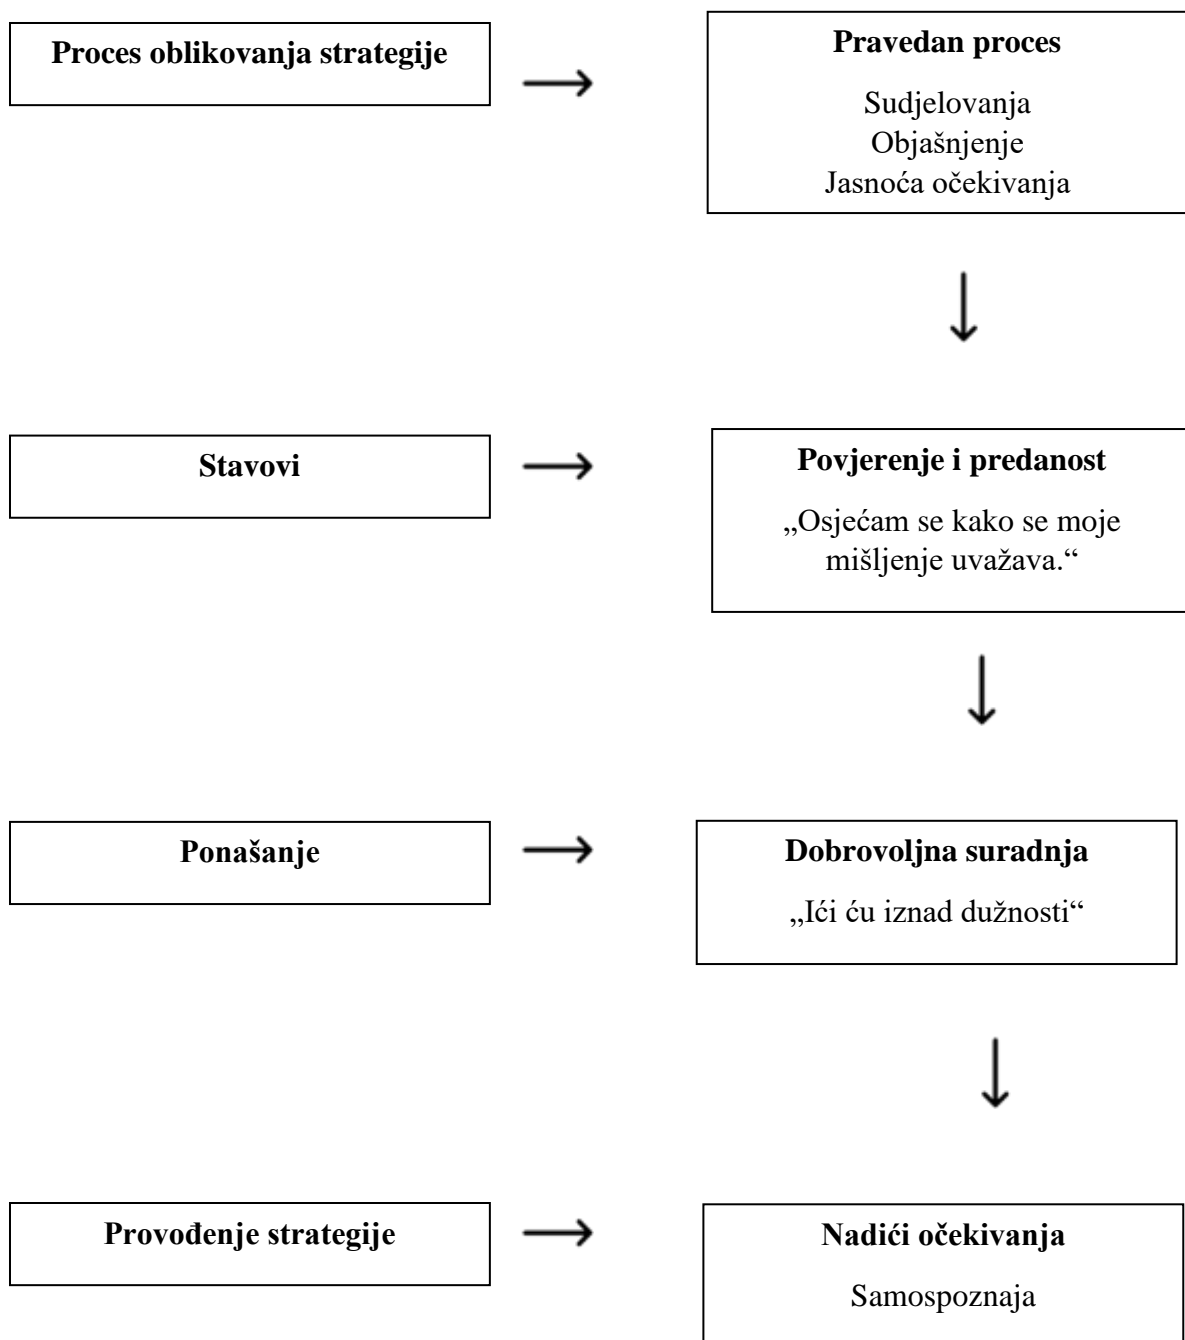 Proces oblikovanja strategije
Pravedan proces
Sudjelovanja
Objašnjenje
Jasnoća očekivanja
Stavovi
Povjerenje i predanost
„Osjećam se kako se moje
mišljenje uvažava.“
Ponašanje
Dobrovoljna suradnja
„Ići ću iznad dužnosti“
Provođenje strategije
Nadići očekivanja
Samospoznaja